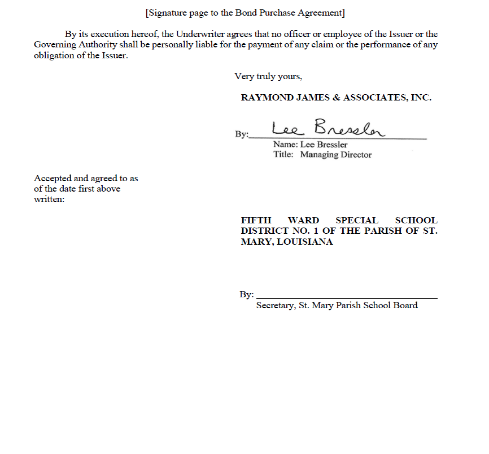 [Signature page to the Bond Purchase Agreement]
By its execution hereof, the Underwriter agrees that no officer or employee of the Issuer or the
Governing Authority shall be personally liable for the payment of any claim or the performance of any
obligation of the Issuer.
Very truly yours,
RAYMOND JAMES & ASSOCIATES, INC.
By: Lee Bressler
Name: Lee Bressler
Title: Managing Director
Accepted and agreed to as
of the date first above
written:
FIFTH WARD SPECIAL SCHOOL
DISTRICT NO. 1 OF THE PARISH OF ST.
MARY, LOUISIANA
By:
Secretary, St. Mary Parish School Board